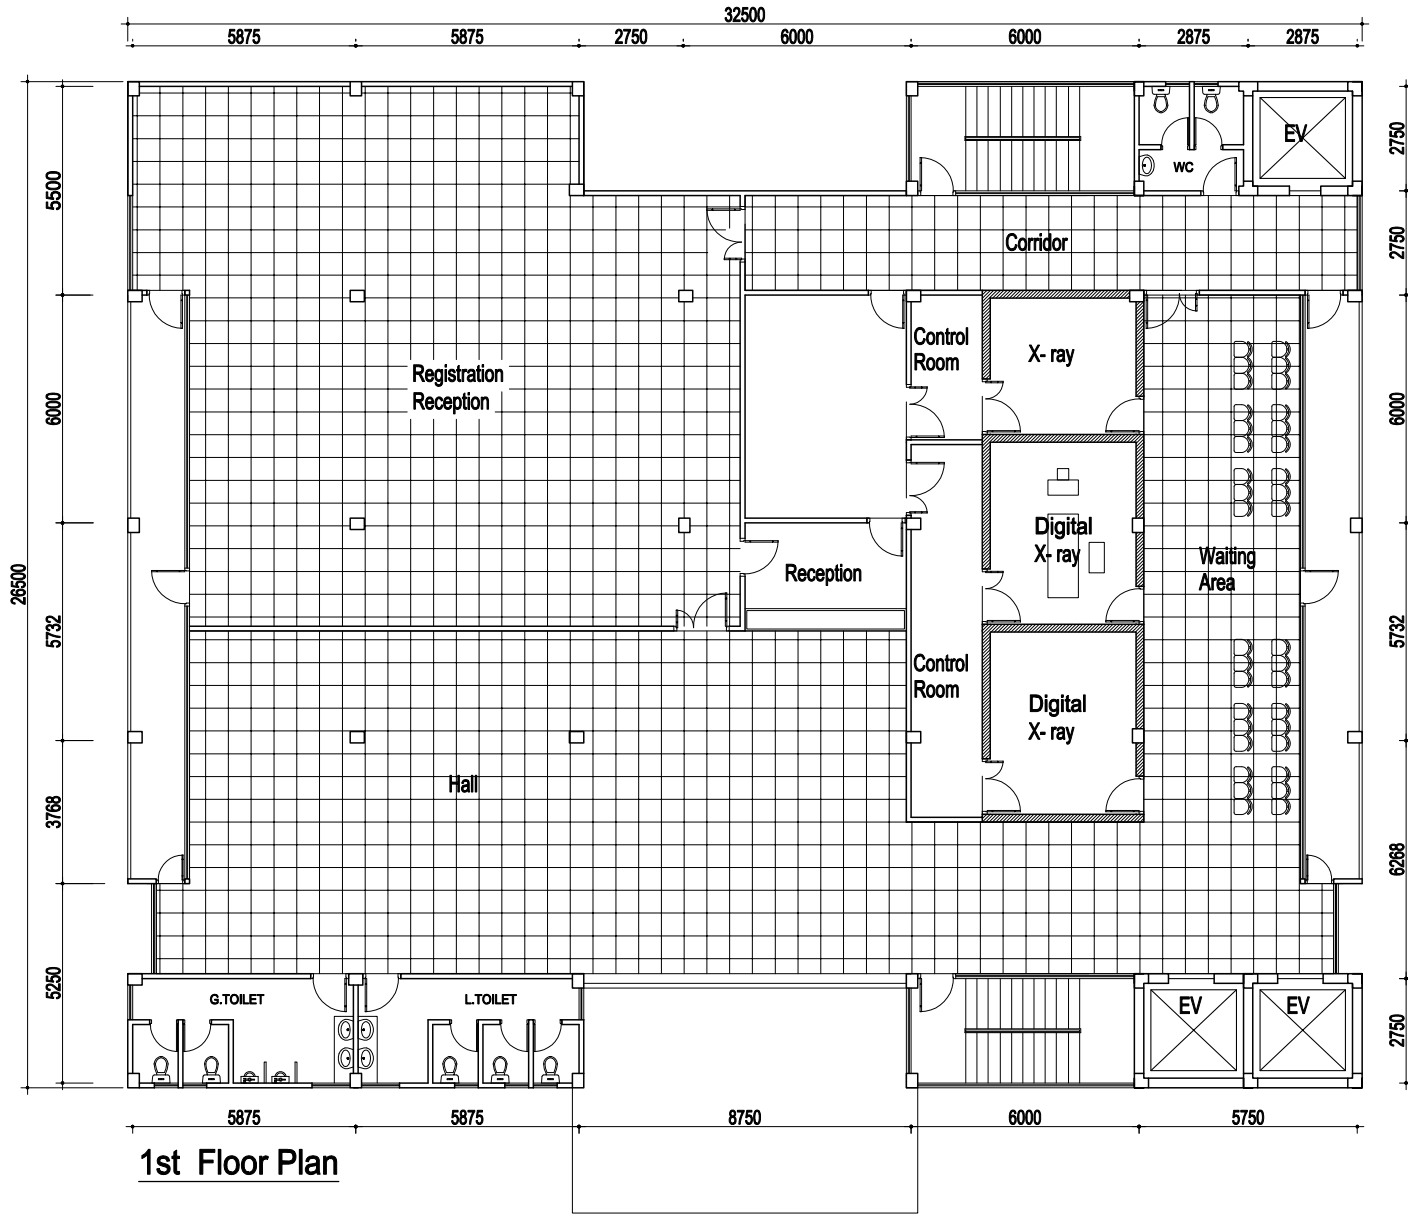 32500
5875
5875
2750
6000
6000
2875
2875
26500
5500
6000
5732
3768
5250
2750
2750
6000
5732
6268
2750
EV
WC
Corridor
Registration
Reception
Control
Room
X- ray
Digital
X- ray
Reception
Waiting
Area
Control
Room
Digital
X- ray
Hall
G.TOILET
L.TOILET
EV
EV
5875
5875
8750
6000
5750
1st Floor Plan